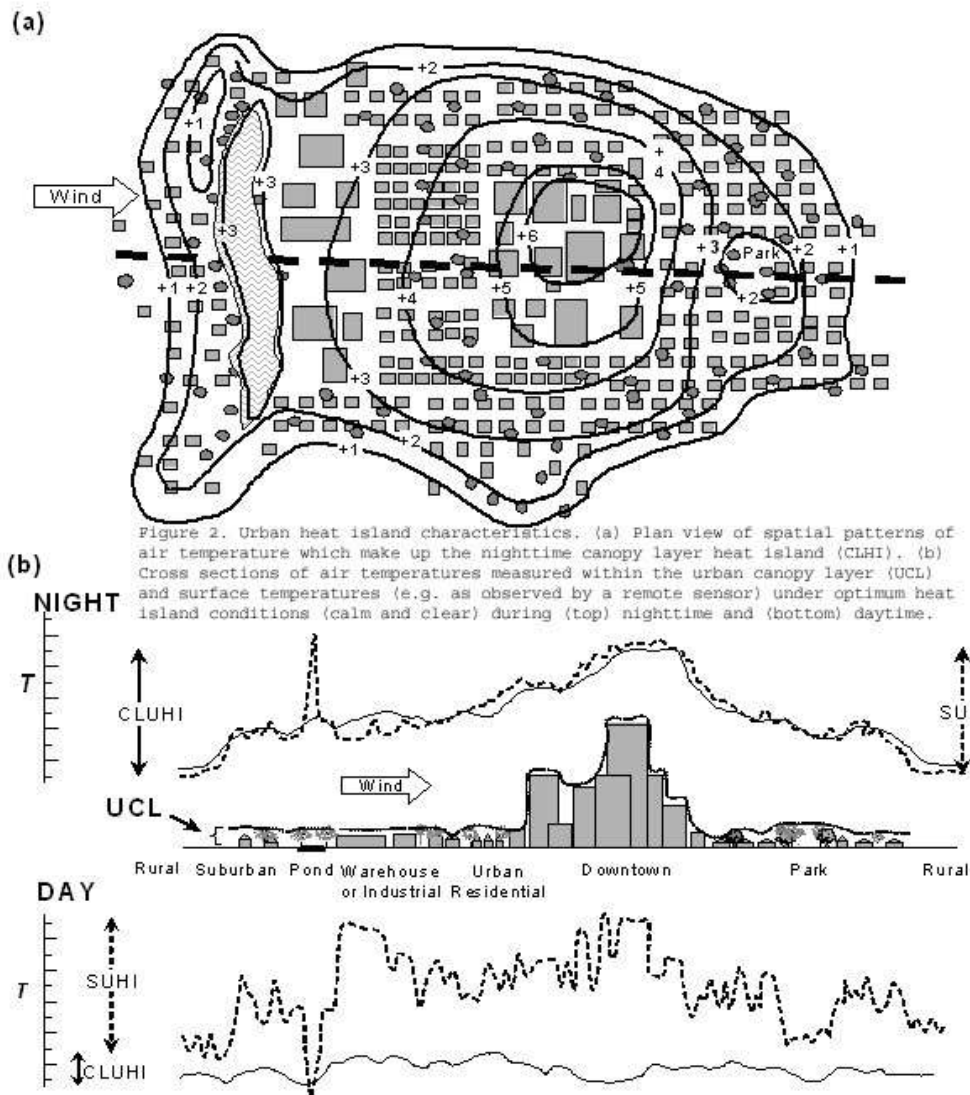 (a)
+2
+1
+3
+
4
+3
Wind
+3
+6
+3
Park
+2
+1
+1
+2
+4
+5
+5
+2
+3
+2
+1
Figure 2. Urban heat island characteristics. (a) Plan view of spatial patterns of
air temperature which make up the nighttime canopy layer heat island (CLHI). (b)
Cross sections of air temperatures measured within the urban canopy layer (UCL)
and surface temperatures (e.g. as observed by a remote sensor) under optimum heat
island conditions (calm and clear) during (top) nighttime and (bottom) daytime.
(b)
NIGHT
T
CLUHI
SU
Wind
UCL
Rural
Suburban
Pond
Warehouse
or Industrial
Urban
Residential
Downtown
Park
Rural
DAY
T
SUHI
CLUHI